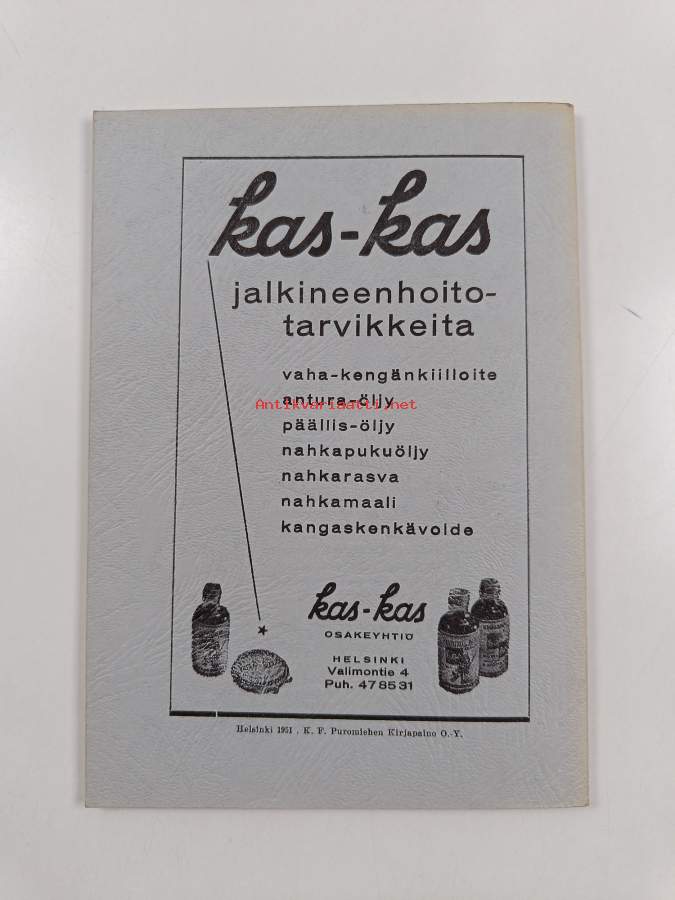 kas-kas
jalkineenhoito-
tarvikkeita
vaha-kengänkiilloite
antura-öljy
Antikvariaatti.net
päällis-öljy
nahkapukuöljy
nahkarasva
nahkamaali
kangaskenkävoide
kas-kas
OSAKEYHTIÖ
HELSINKI
Valimontie 4
Puh. 478531
Helsinki 1951 . K. F. Puromiehen Kirjapaino O.-Y.